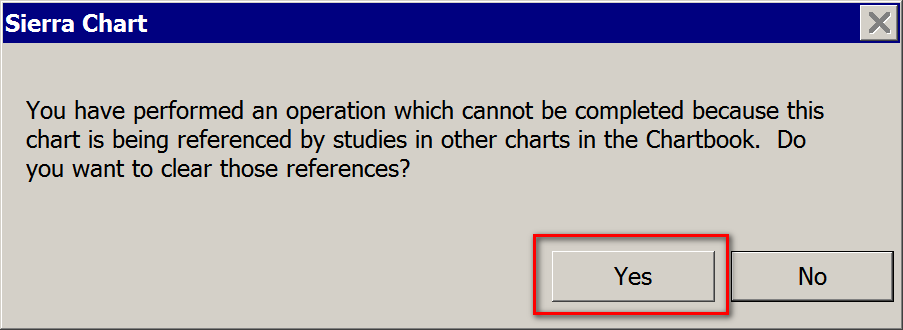 Sierra Chart
You have performed an operation which cannot be completed because this
chart is being referenced by studies in other charts in the Chartbook.  Do
you want to clear those references?
Yes No